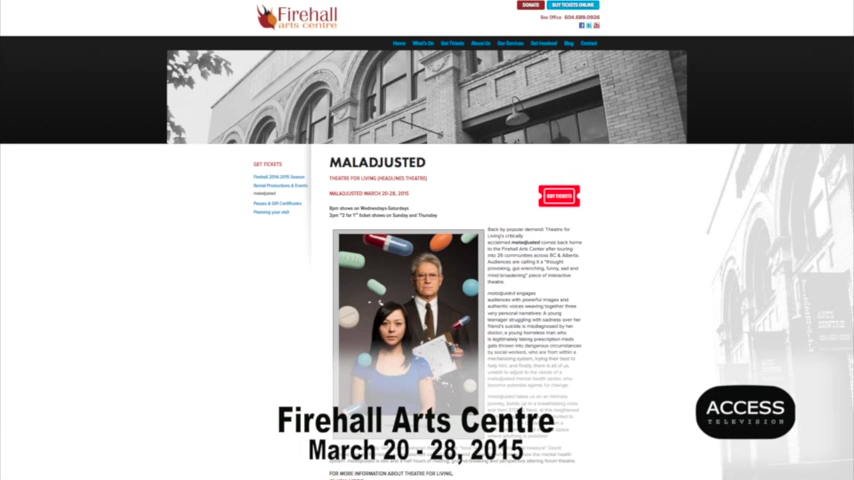 Firehall
arts centre
DONATE
BUY TICKETS ONLINE
Box Office 604.689.0926
Home What's On Get Tickets About Us Our Services Get Involved Blog Contact
GET TICKETS
Firehall 2014-2015 Season
Rental Productions & Events
maladjusted
Passes & Gift Certificates
Planning your visit
MALADJUSTED
THEATRE FOR LIVING (HEADLINES THEATRE)
MALADJUSTED MARCH 20-28, 2015
8pm shows on Wednesdays-Saturdays
2pm "2 for 1" ticket shows on Sunday and Thursday
BUY TICKETS
Back by popular demand: Theatre for
Living's critically
acclaimed maladjusted comes back home
to the Firehall Arts Center after touring
into 26 communities across BC & Alberta.
Audiences are calling it a "thought
provoking, gut wrenching, funny, sad and
mind broadening" piece of interactive
theatre.
maladjusted engages
audiences with powerful images and
authentic voices weaving together three
very personal narratives: A young
teenager struggling with sadness over her
friend's suicide is misdiagnosed by her
doctor; a young homeless man who
is legitimately taking prescription meds
gets thrown into dangerous circumstances
by social workers, who are from within a
mechanizing system, trying their best to
help him; and finally, there is all of us,
unable to adjust to the needs of a
maladjusted mental health sector, who
become potential agents for change.
maladjusted takes us on an intimate
Firehall Arts Centre
March 20 - 28, 2015
FOR MORE INFORMATION ABOUT THEATRE FOR LIVING,
ACCESS
TELEVISION